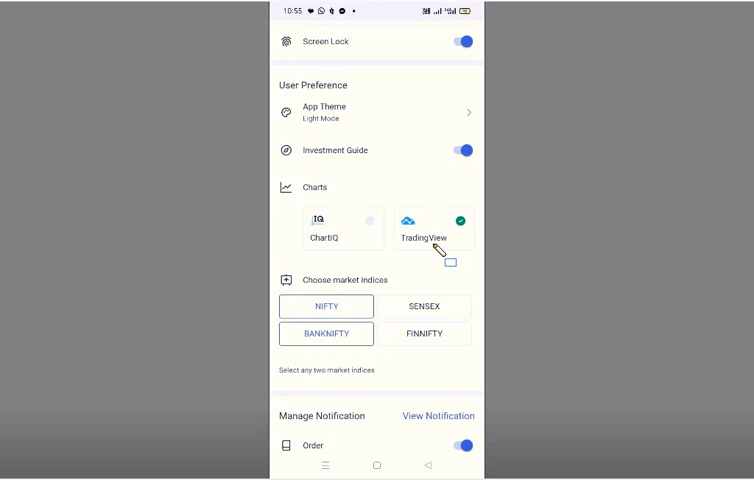 10:55
Screen Lock
User Preference
App Theme
Light Mode
Investment Guide
Charts
IQ
ChartIQ
TradingView
Choose market indices
NIFTY
SENSEX
BANKNIFTY
FINNIFTY
Select any two market indices
Manage Notification View Notification
Order